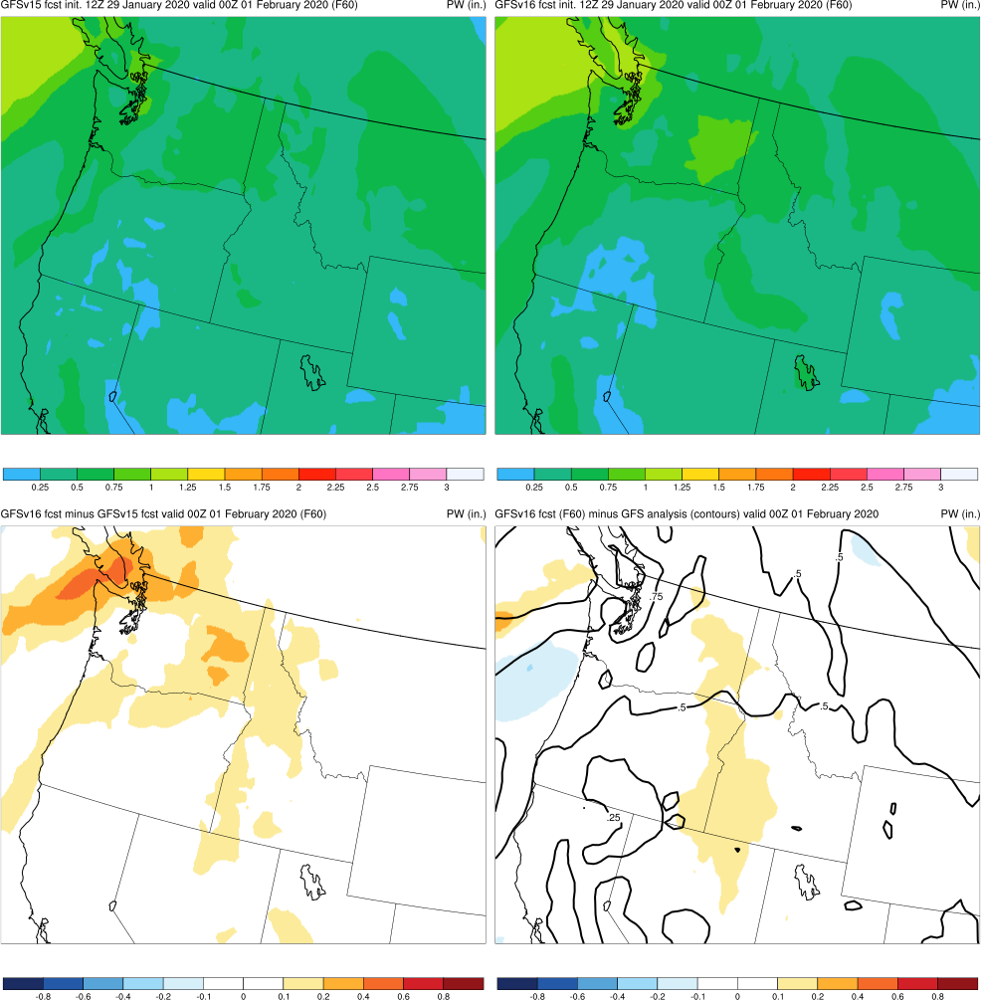 GFSv15 fcst init. 12Z 29 January 2020 valid 00Z 01 February 2020 (F60) PW (in.)
GFSv16 fcst init. 12Z 29 January 2020 valid 00Z 01 February 2020 (F60) PW (in.)
0.25 0.5 0.75 1 1.25 1.5 1.75 2 2.25 2.5 2.75 3
0.25 0.5 0.75 1 1.25 1.5 1.75 2 2.25 2.5 2.75 3
GFSv16 fcst minus GFSv15 fcst valid 00Z 01 February 2020 (F60) PW (in.)
GFSv16 fcst (F60) minus GFS analysis (contours) valid 00Z 01 February 2020 PW (in.)
.5
.5
.75
.5
.5
.25
-0.8 -0.6 -0.4 -0.2 -0.1 0 0.1 0.2 0.4 0.6 0.8
-0.8 -0.6 -0.4 -0.2 -0.1 0 0.1 0.2 0.4 0.6 0.8